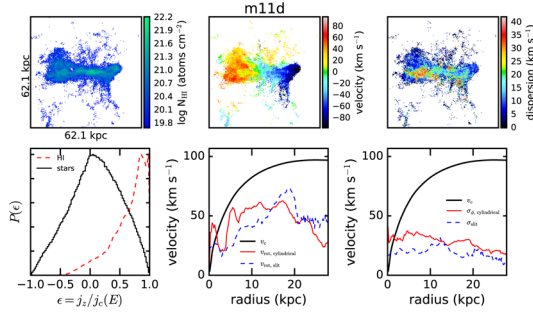 m11d
62.1 kpc
62.1 kpc
22.2
21.9
21.6
21.3
21.0
20.7
20.4
20.1
19.8
log N_HI (atoms cm⁻²)
80
60
40
20
0
−20
−40
−60
−80
velocity (km s⁻¹)
40
35
30
25
20
15
10
5
0
dispersion (km s⁻¹)
HI
stars
P(ϵ)
−1.0 −0.5 0.0 0.5 1.0
ϵ = j_z/j_c(E)
velocity (km s⁻¹)
100
50
0
v_c
v_rot, cylindrical
v_rot, slit
0 10 20
radius (kpc)
velocity (km s⁻¹)
100
50
0
v_c
σ_ϕ, cylindrical
σ_slit
0 10 20
radius (kpc)